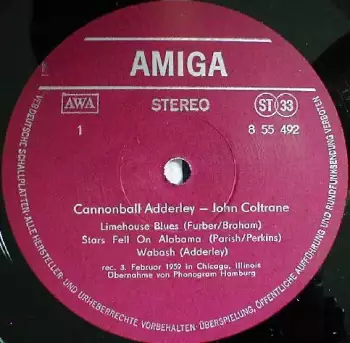 AMIGA
AWA
STEREO
ST 33
1
8 55 492
Cannonball Adderley – John Coltrane
Limehouse Blues (Furber/Braham)
Stars Fell On Alabama (Parish/Perkins)
Wabash (Adderley)
rec. 3. Februar 1959 in Chicago, Illinois
Übernahme von Phonogram Hamburg
VEB DEUTSCHE SCHALLPLATTEN · ALLE HERSTELLER- UND URHEBERRECHTE VORBEHALTEN · ÜBERSPIELUNG, ÖFFENTLICHE AUFFÜHRUNG UND RUNDFUNKSENDUNG VERBOTEN